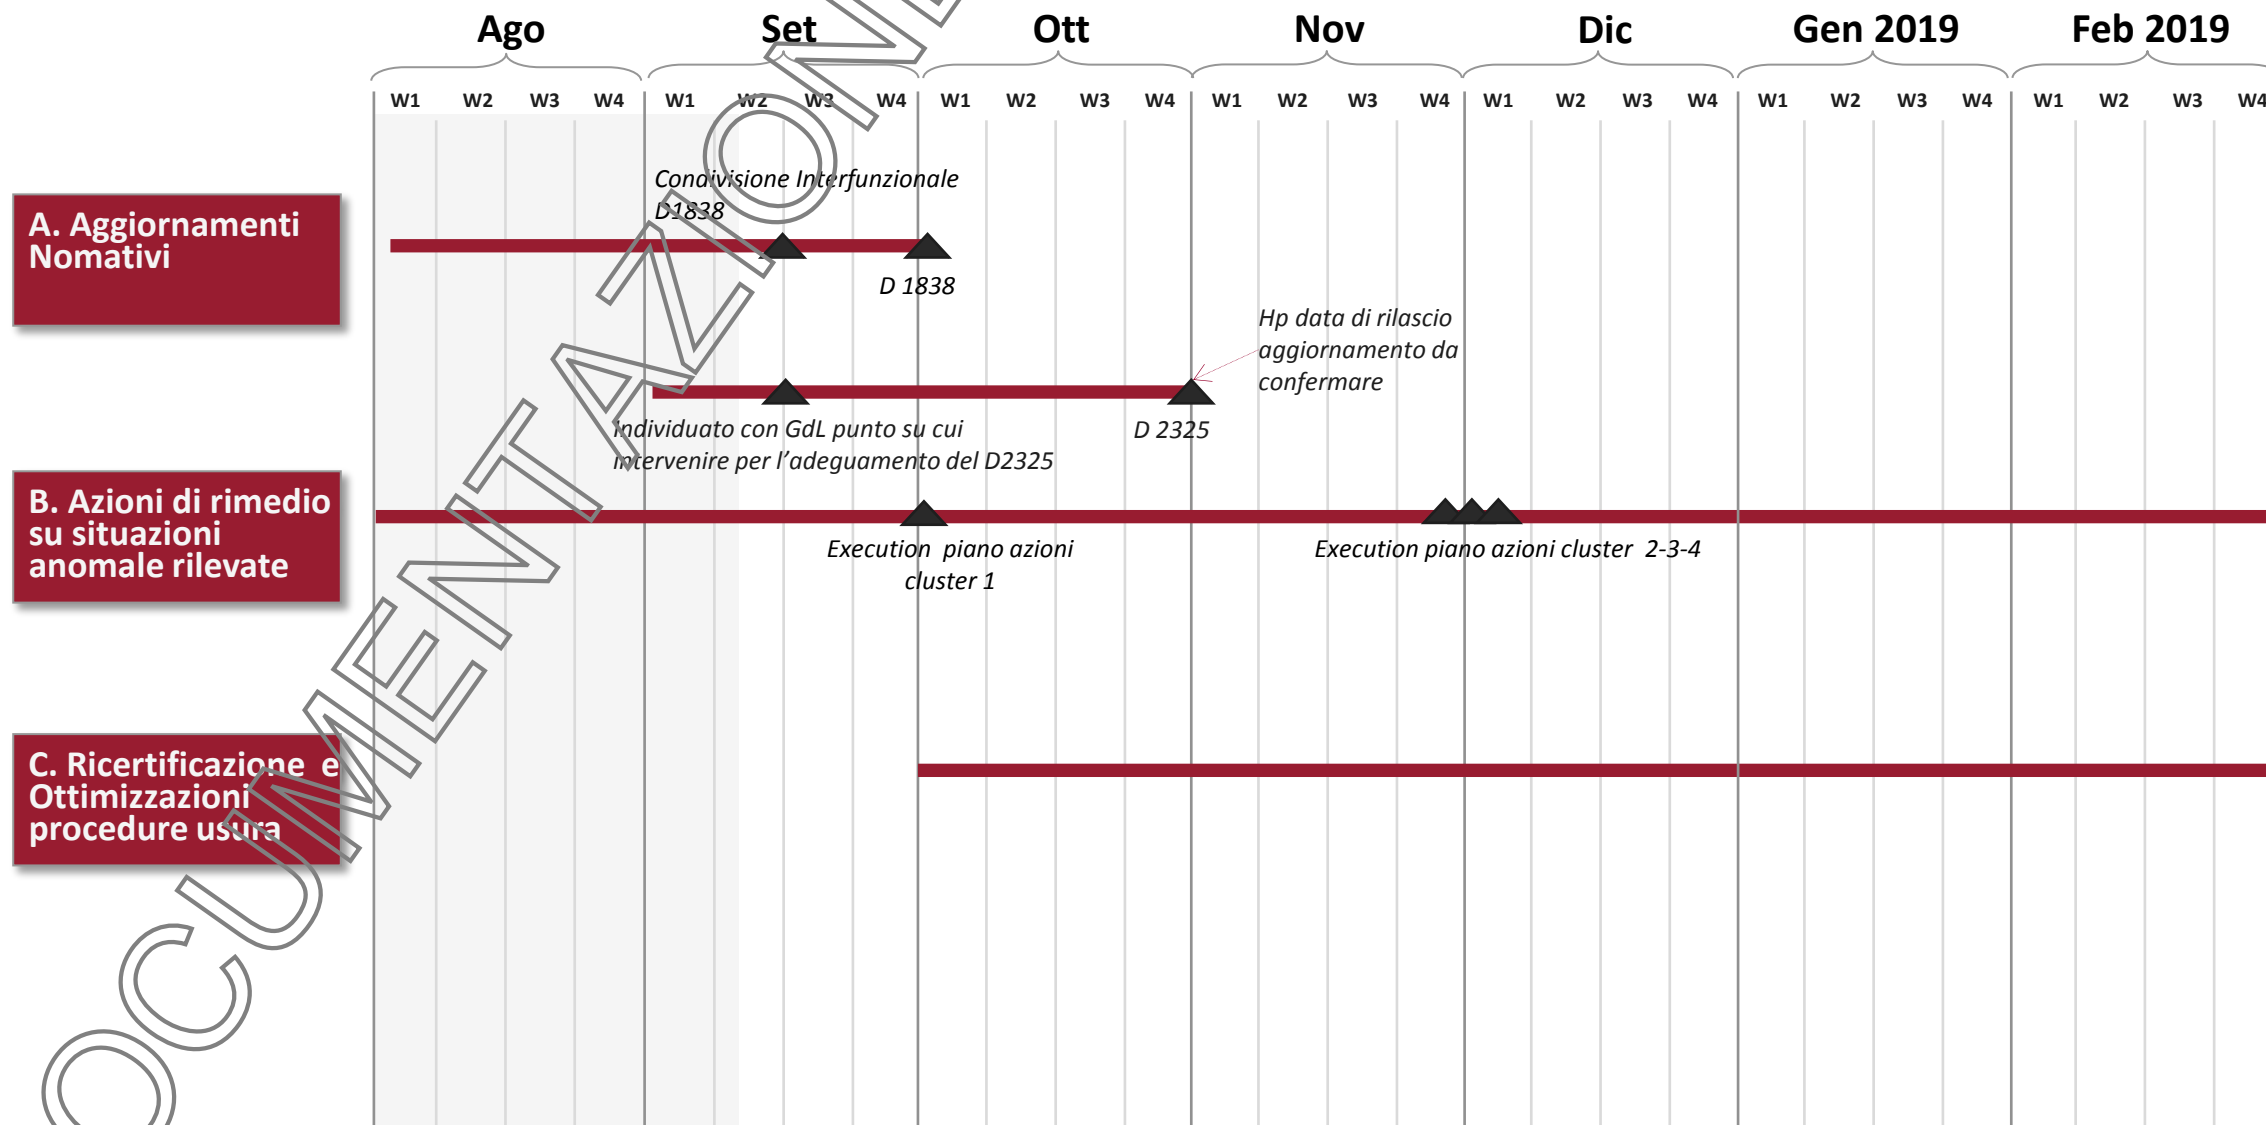 Ago Set Ott Nov Dic Gen 2019 Feb 2019
W1 W2 W3 W4 W1 W2 W3 W4 W1 W2 W3 W4 W1 W2 W3 W4 W1 W2 W3 W4 W1 W2 W3 W4 W1 W2 W3 W4
A. Aggiornamenti
Nomativi
Condivisione Interfunzionale
D1838
D 1838
Hp data di rilascio
aggiornamento da
confermare
Individuato con GdL punto su cui
intervenire per l’adeguamento del D2325
D 2325
B. Azioni di rimedio
su situazioni
anomale rilevate
Execution piano azioni
cluster 1
Execution piano azioni cluster 2-3-4
C. Ricertificazione e
Ottimizzazioni
procedure usura
OCUMENTAZIONE